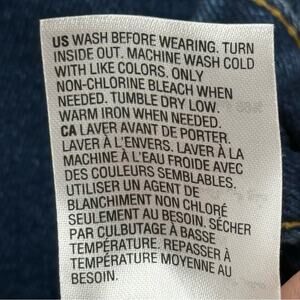 US WASH BEFORE WEARING. TURN
INSIDE OUT. MACHINE WASH COLD
WITH LIKE COLORS. ONLY
NON-CHLORINE BLEACH WHEN
NEEDED. TUMBLE DRY LOW.
WARM IRON WHEN NEEDED.
CA LAVER AVANT DE PORTER.
LAVER À L'ENVERS. LAVER À LA
MACHINE À L'EAU FROIDE AVEC
DES COULEURS SEMBLABLES.
UTILISER UN AGENT DE
BLANCHIMENT NON CHLORÉ
SEULEMENT AU BESOIN. SÉCHER
PAR CULBUTAGE À BASSE
TEMPÉRATURE. REPASSER À
TEMPÉRATURE MOYENNE AU
BESOIN.